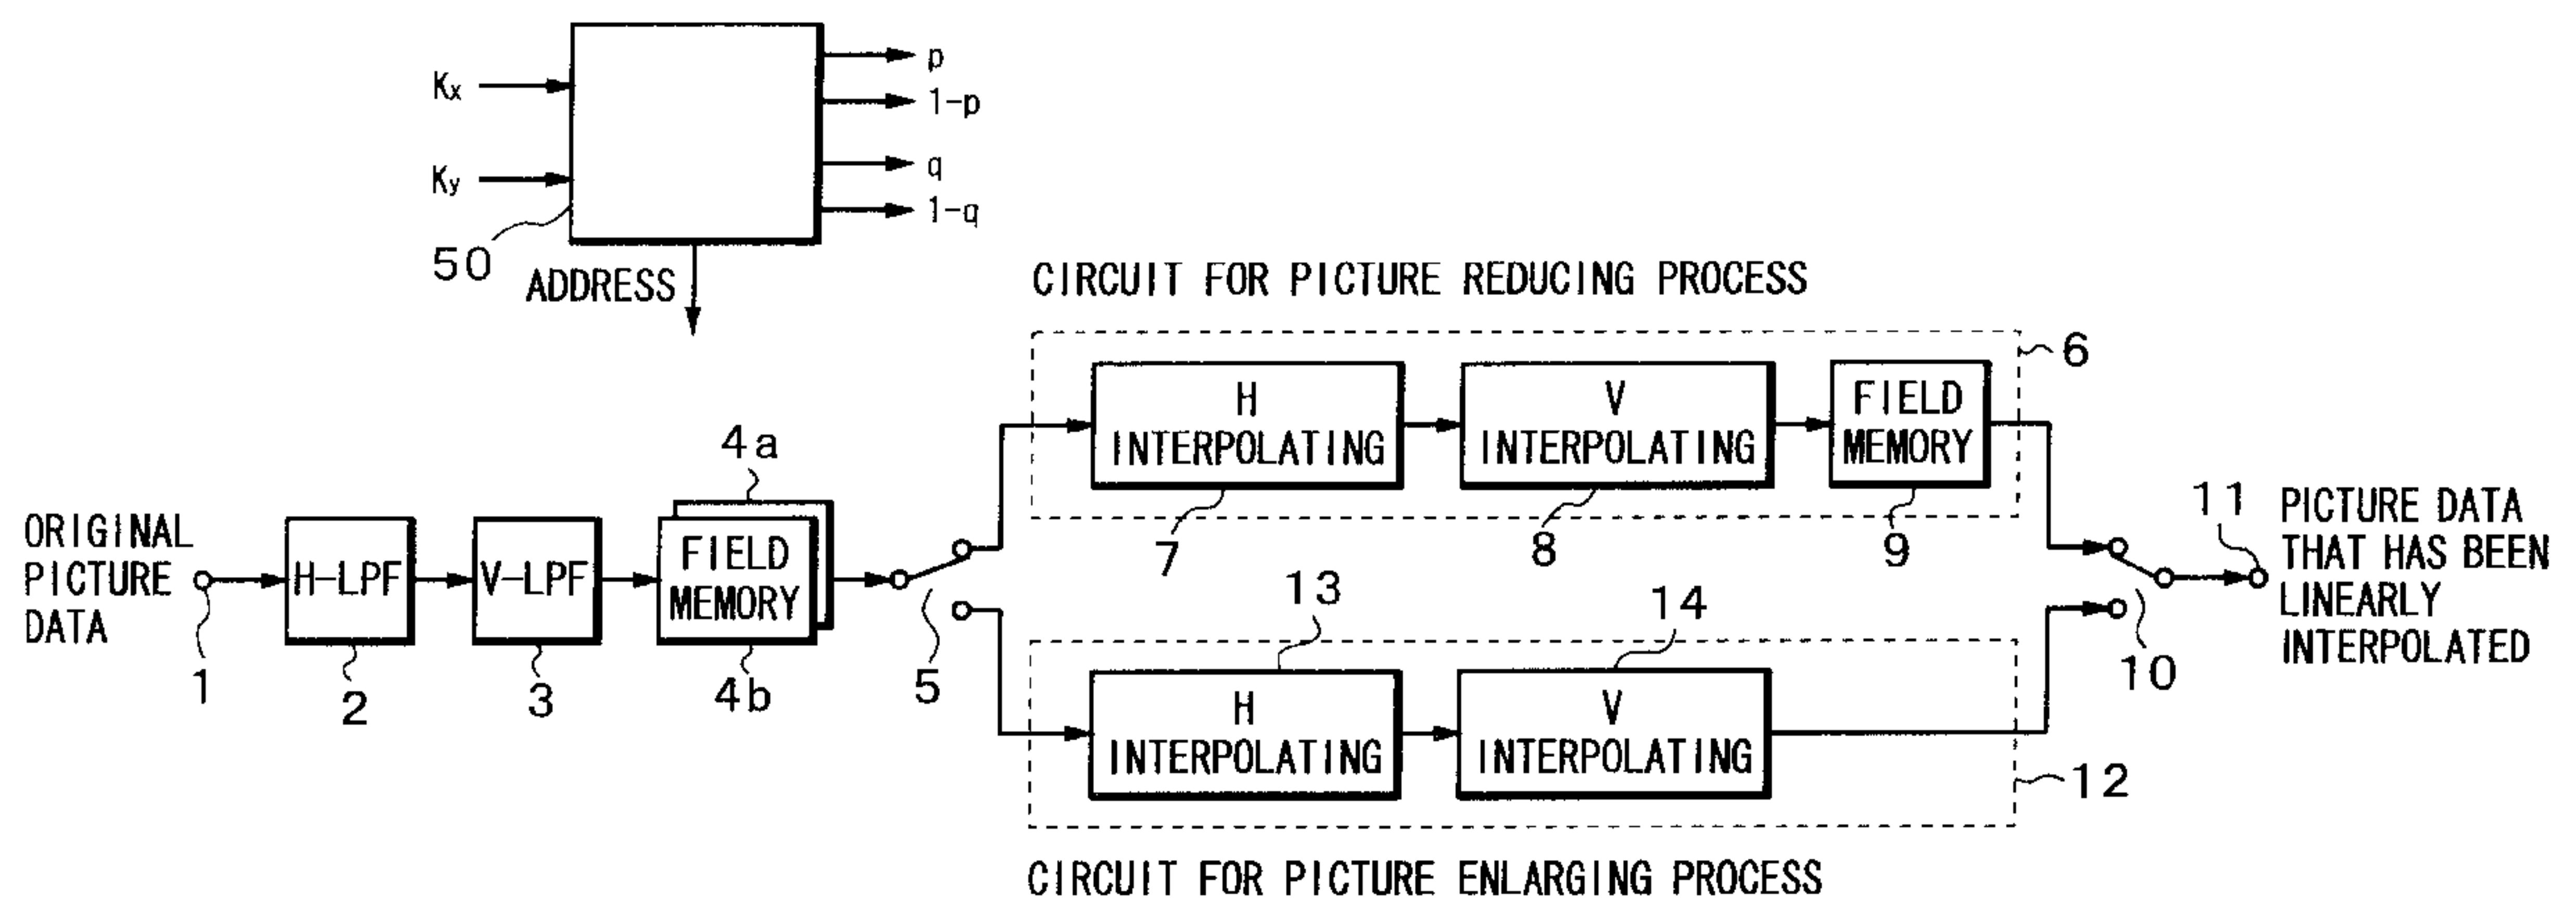 Kx
Ky
50
p
1-p
q
1-q
ADDRESS
CIRCUIT FOR PICTURE REDUCING PROCESS
6
H
INTERPOLATING
7
V
INTERPOLATING
8
FIELD
MEMORY
9
ORIGINAL
PICTURE
DATA
1
H-LPF
2
V-LPF
3
4a
FIELD
MEMORY
4b
5
13
H
INTERPOLATING
14
V
INTERPOLATING
12
CIRCUIT FOR PICTURE ENLARGING PROCESS
10
11
PICTURE DATA
THAT HAS BEEN
LINEARLY
INTERPOLATED